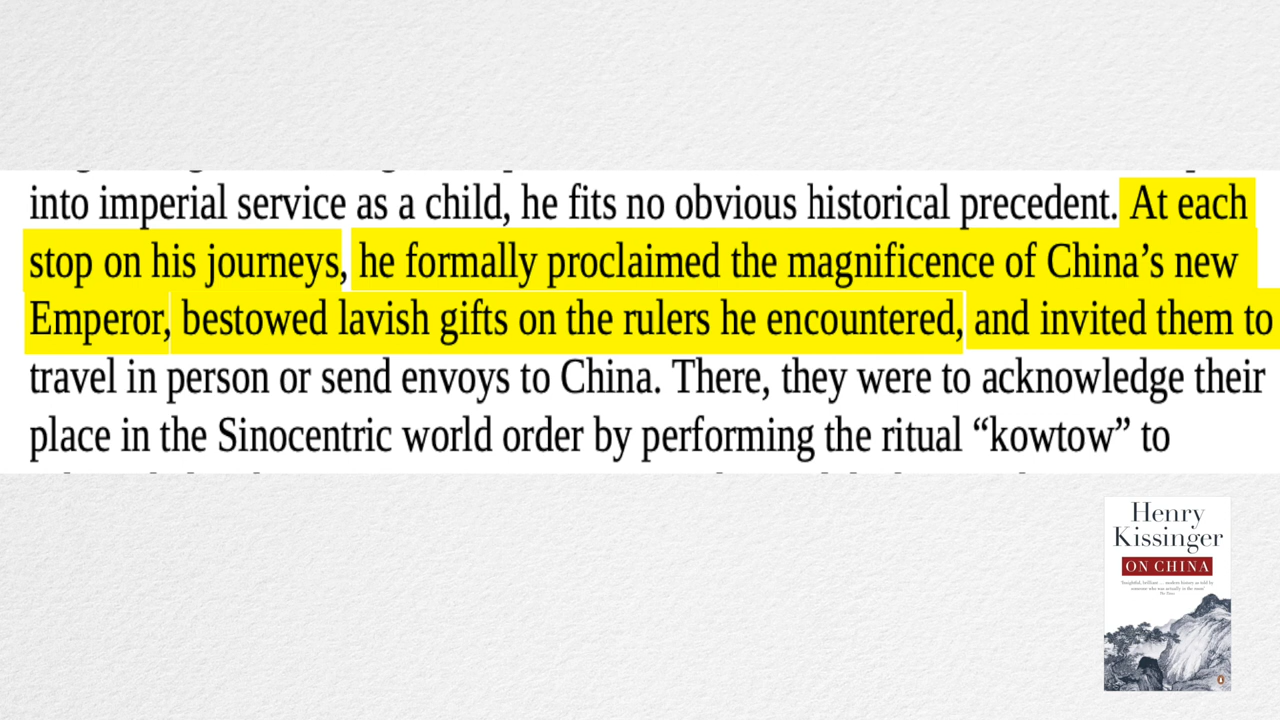 into imperial service as a child, he fits no obvious historical precedent. At each
stop on his journeys, he formally proclaimed the magnificence of China’s new
Emperor, bestowed lavish gifts on the rulers he encountered, and invited them to
travel in person or send envoys to China. There, they were to acknowledge their
place in the Sinocentric world order by performing the ritual “kowtow” to
Henry
Kissinger
ON CHINA